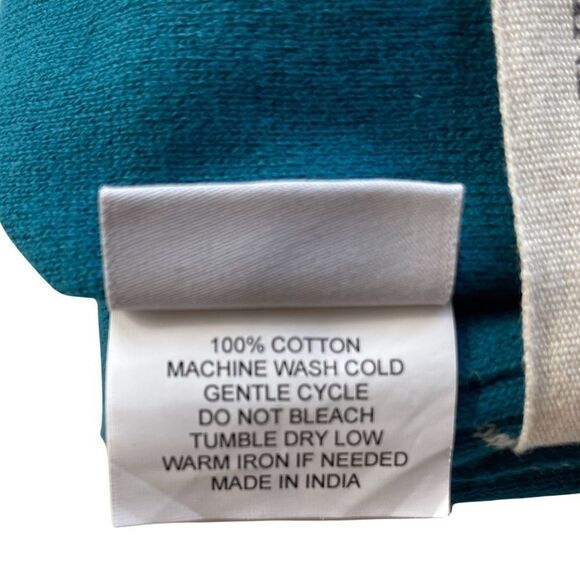 100% COTTON
MACHINE WASH COLD
GENTLE CYCLE
DO NOT BLEACH
TUMBLE DRY LOW
WARM IRON IF NEEDED
MADE IN INDIA